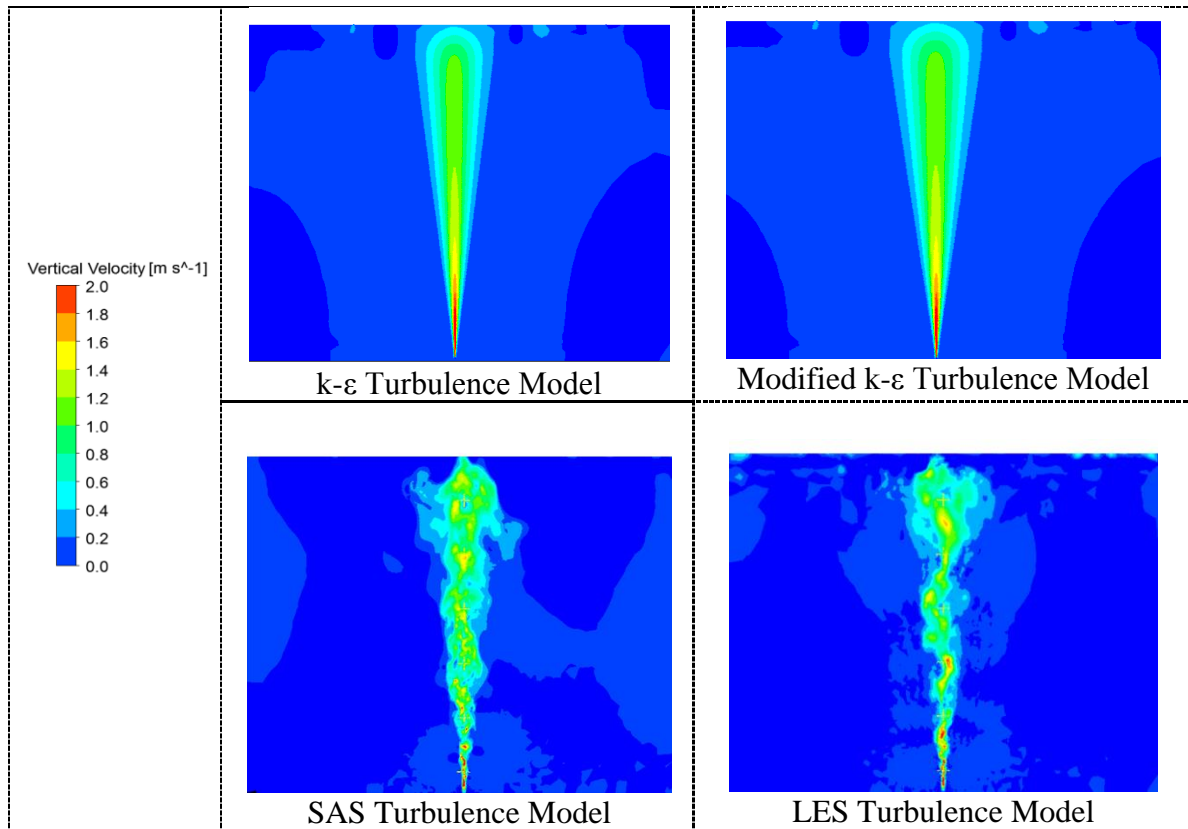 k-ε Turbulence Model
Modified k-ε Turbulence Model
Vertical Velocity [m s^-1]
2.0
1.8
1.6
1.4
1.2
1.0
0.8
0.6
0.4
0.2
0.0
SAS Turbulence Model
LES Turbulence Model